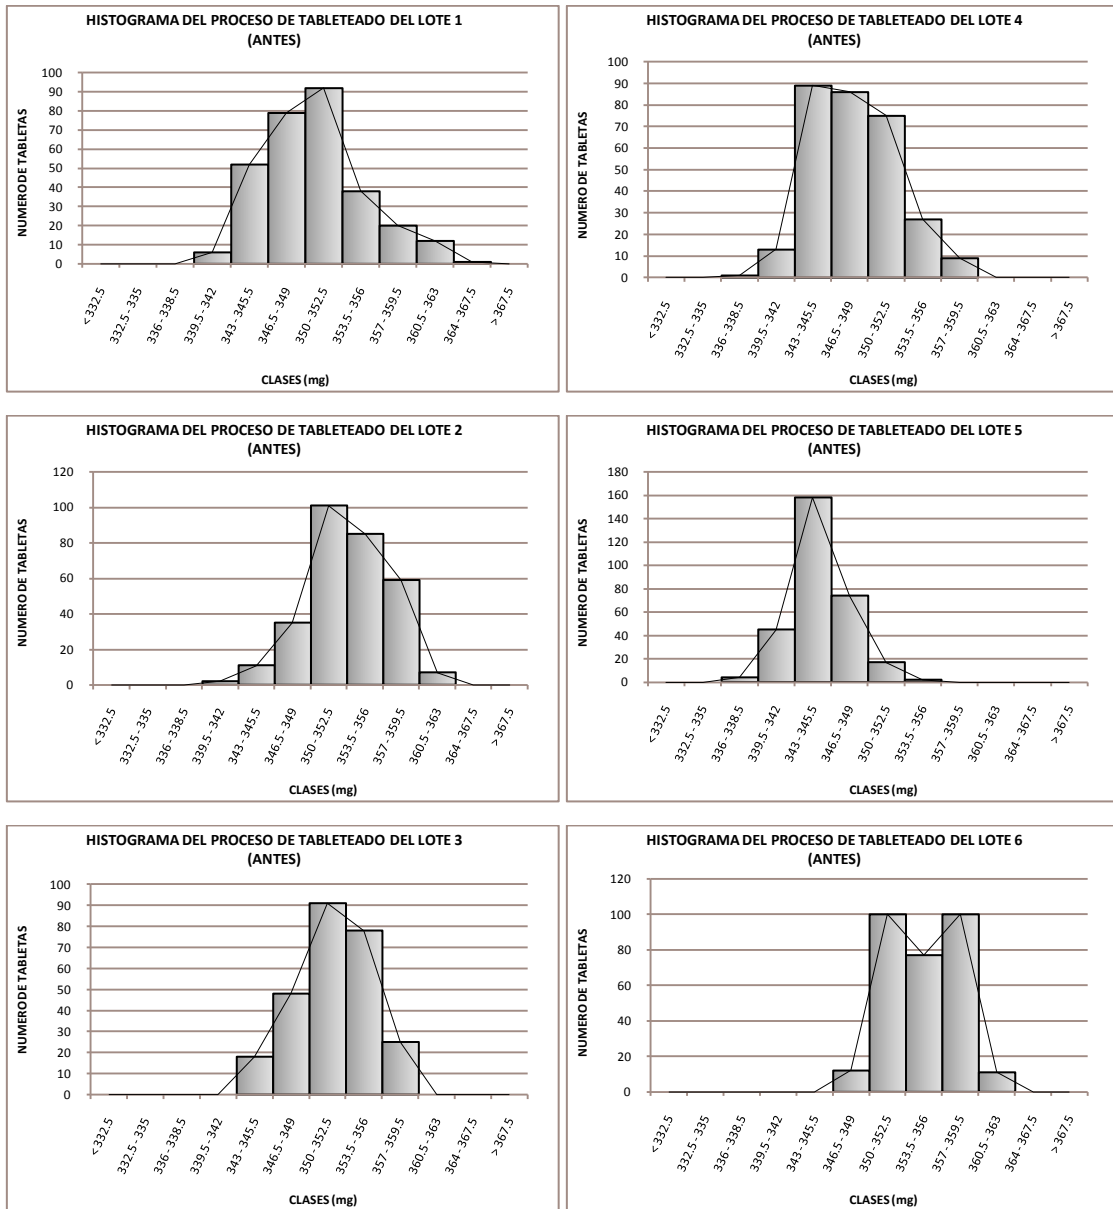 HISTOGRAMA DEL PROCESO DE TABLETEADO DEL LOTE 1
(ANTES)
NUMERO DE TABLETAS
100
90
80
70
60
50
40
30
20
10
0
< 332.5
332.5 - 335
336 - 338.5
339.5 - 342
343 - 345.5
346.5 - 349
350 - 352.5
353.5 - 356
357 - 359.5
360.5 - 363
364 - 367.5
> 367.5
CLASES (mg)
HISTOGRAMA DEL PROCESO DE TABLETEADO DEL LOTE 4
(ANTES)
NUMERO DE TABLETAS
100
90
80
70
60
50
40
30
20
10
0
< 332.5
332.5 - 335
336 - 338.5
339.5 - 342
343 - 345.5
346.5 - 349
350 - 352.5
353.5 - 356
357 - 359.5
360.5 - 363
364 - 367.5
> 367.5
CLASES (mg)
HISTOGRAMA DEL PROCESO DE TABLETEADO DEL LOTE 2
(ANTES)
NUMERO DE TABLETAS
120
100
80
60
40
20
0
< 332.5
332.5 - 335
336 - 338.5
339.5 - 342
343 - 345.5
346.5 - 349
350 - 352.5
353.5 - 356
357 - 359.5
360.5 - 363
364 - 367.5
> 367.5
CLASES (mg)
HISTOGRAMA DEL PROCESO DE TABLETEADO DEL LOTE 5
(ANTES)
NUMERO DE TABLETAS
180
160
140
120
100
80
60
40
20
0
< 332.5
332.5 - 335
336 - 338.5
339.5 - 342
343 - 345.5
346.5 - 349
350 - 352.5
353.5 - 356
357 - 359.5
360.5 - 363
364 - 367.5
> 367.5
CLASES (mg)
HISTOGRAMA DEL PROCESO DE TABLETEADO DEL LOTE 3
(ANTES)
NUMERO DE TABLETAS
100
90
80
70
60
50
40
30
20
10
0
< 332.5
332.5 - 335
336 - 338.5
339.5 - 342
343 - 345.5
346.5 - 349
350 - 352.5
353.5 - 356
357 - 359.5
360.5 - 363
364 - 367.5
> 367.5
CLASES (mg)
HISTOGRAMA DEL PROCESO DE TABLETEADO DEL LOTE 6
(ANTES)
NUMERO DE TABLETAS
120
100
80
60
40
20
0
< 332.5
332.5 - 335
336 - 338.5
339.5 - 342
343 - 345.5
346.5 - 349
350 - 352.5
353.5 - 356
357 - 359.5
360.5 - 363
364 - 367.5
> 367.5
CLASES (mg)